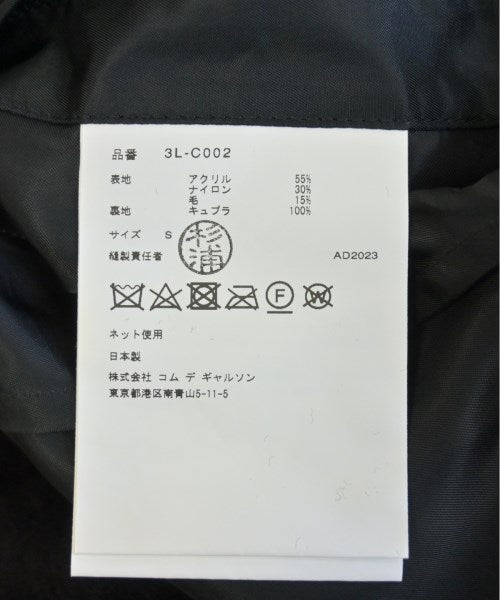 品番 3L-C002
表地 アクリル 55%
ナイロン 30%
毛 15%
裏地 キュプラ 100%
サイズ S
杉浦
縫製責任者 AD2023
F W
ネット使用
日本製
株式会社 コム デ ギャルソン
東京都港区南青山5-11-5